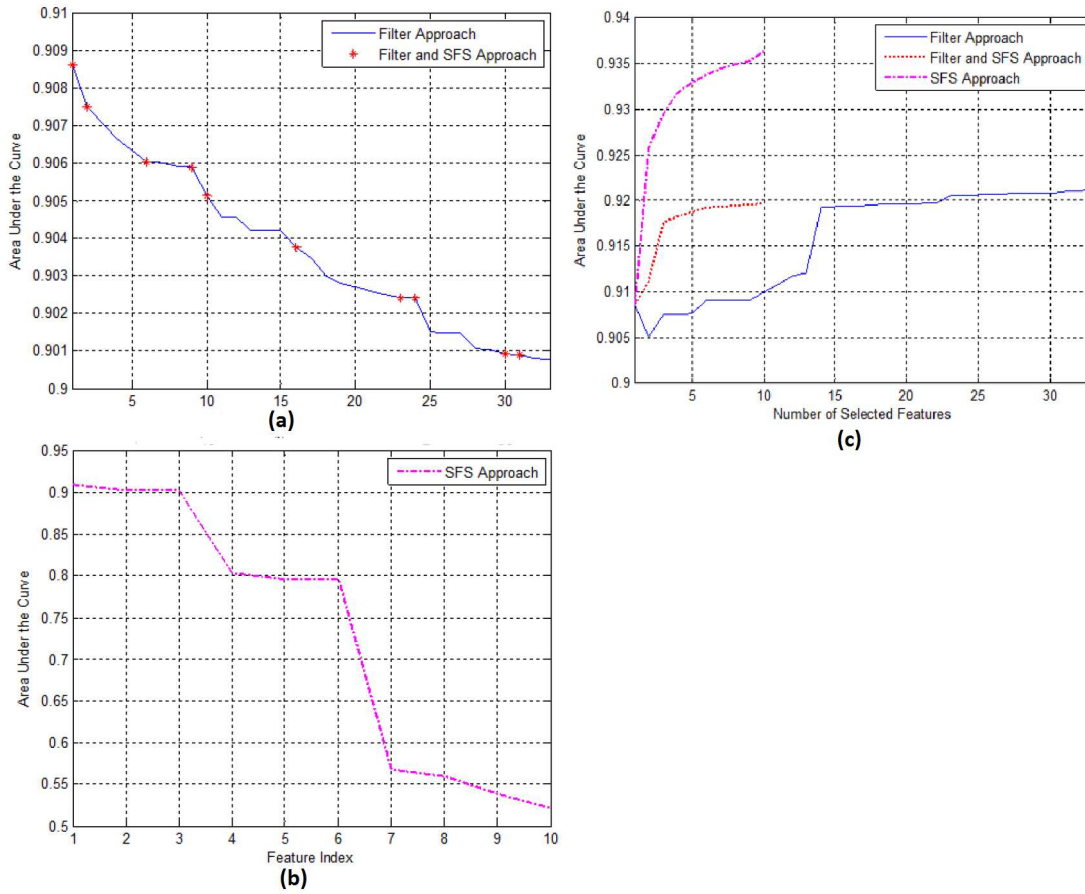 0.91
0.909
0.908
0.907
0.906
0.905
0.904
0.903
0.902
0.901
0.9
Area Under the Curve
Filter Approach
Filter and SFS Approach
5 10 15 20 25 30
(a)
0.94
0.935
0.93
0.925
0.92
0.915
0.91
0.905
0.9
Area Under the Curve
Filter Approach
Filter and SFS Approach
SFS Approach
5 10 15 20 25 30
Number of Selected Features
(c)
0.95
0.9
0.85
0.8
0.75
0.7
0.65
0.6
0.55
0.5
Area Under the Curve
SFS Approach
1 2 3 4 5 6 7 8 9 10
Feature Index
(b)